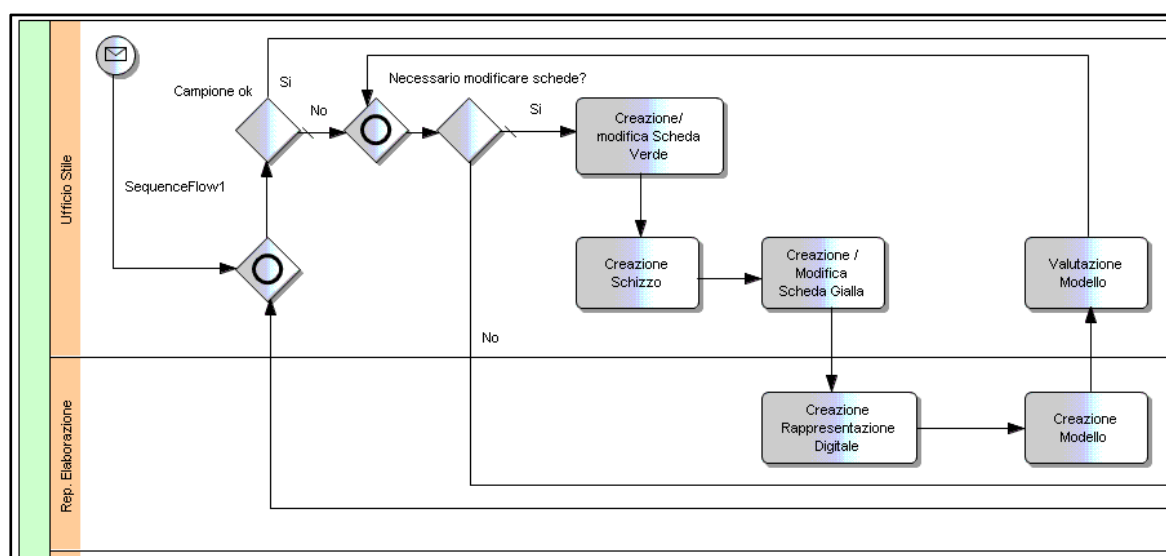 Ufficio Stile
Campione ok
Si
No
Necessario modificare schede?
Si
Creazione/
modifica Scheda
Verde
SequenceFlow1
Creazione
Schizzo
Creazione /
Modifica
Scheda Gialla
Valutazione
Modello
No
Rep. Elaborazione
Creazione
Rappresentazione
Digitale
Creazione
Modello